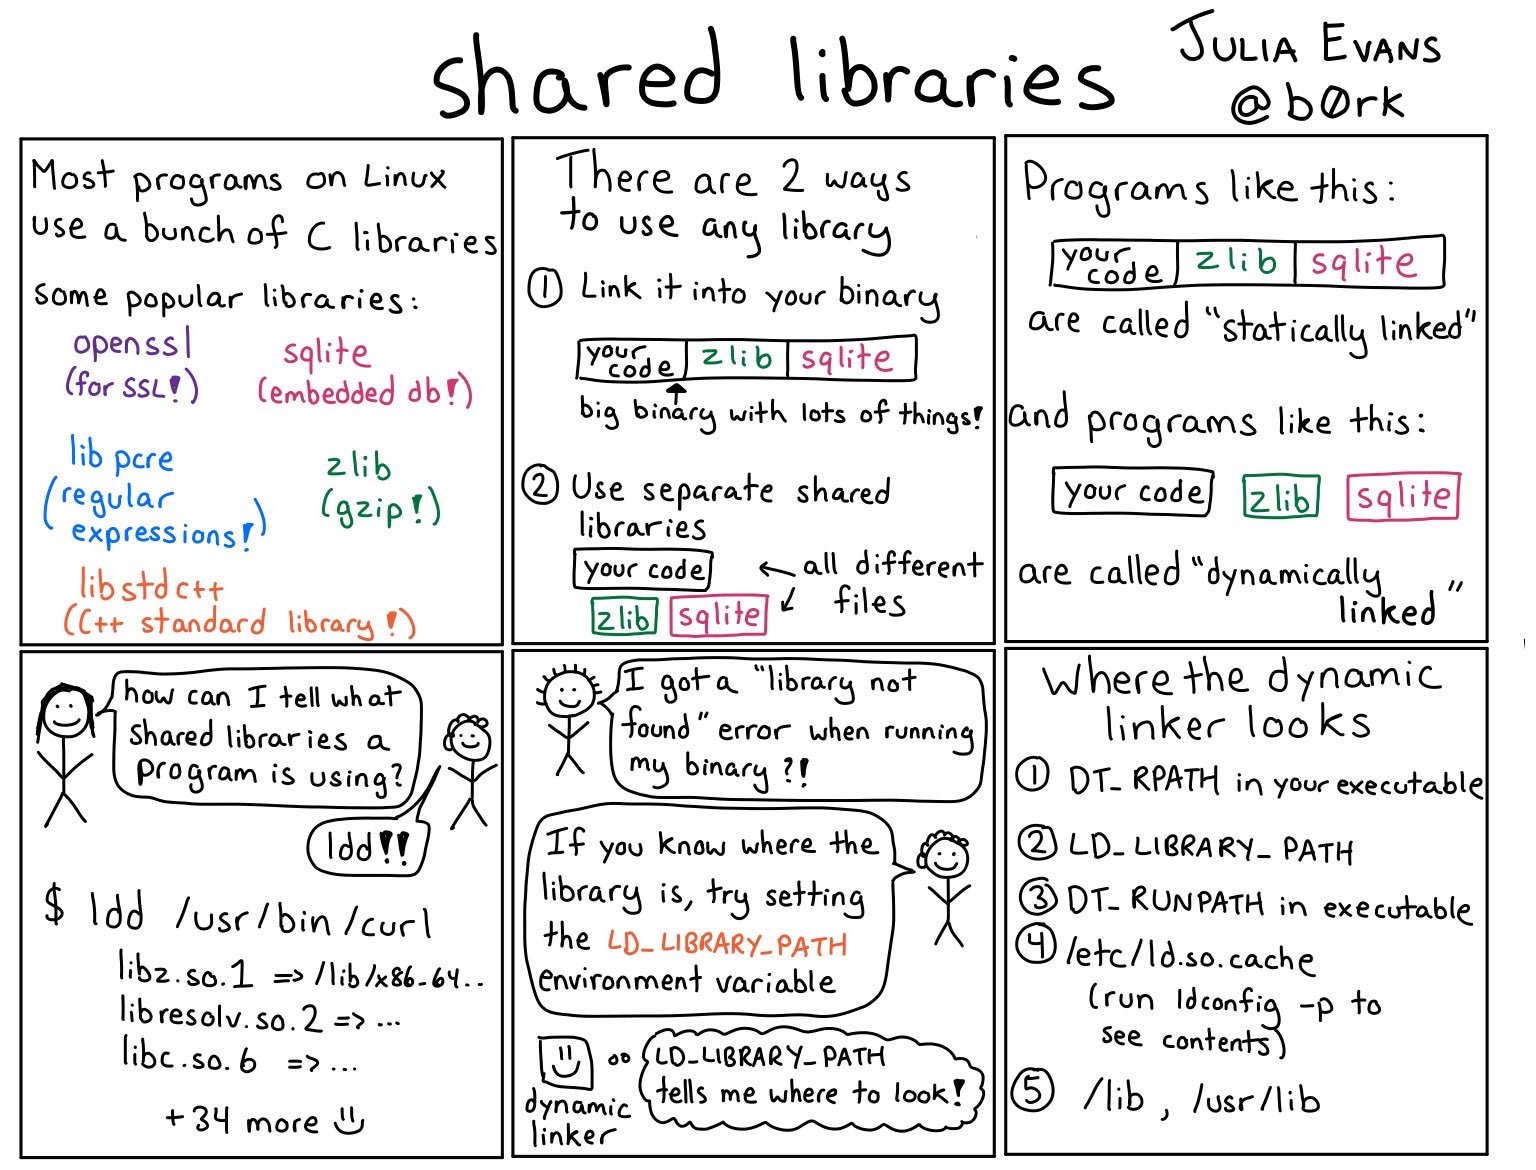 shared libraries
JULIA EVANS
@b0rk
Most programs on Linux
use a bunch of C libraries
some popular libraries:
openssl
(for SSL!)
sqlite
(embedded db!)
libpcre
(regular
expressions!)
zlib
(gzip!)
libstdc++
(C++ standard library!)
There are 2 ways
to use any library
① Link it into your binary
your
code
zlib
sqlite
big binary with lots of things!
② Use separate shared
libraries
your code
zlib
sqlite
all different
files
Programs like this:
your
code
zlib
sqlite
are called "statically linked"
and programs like this:
your code
zlib
sqlite
are called "dynamically
linked"
how can I tell what
shared libraries a
program is using?
ldd!!
$ ldd /usr/bin/curl
libz.so.1 => /lib/x86-64..
libresolv.so.2 => ...
libc.so.6 => ...
+34 more
I got a "library not
found" error when running
my binary?!
If you know where the
library is, try setting
the LD_LIBRARY_PATH
environment variable
dynamic
linker
LD_LIBRARY_PATH
tells me where to look!
Where the dynamic
linker looks
① DT_RPATH in your executable
② LD_LIBRARY_PATH
③ DT_RUNPATH in executable
④ /etc/ld.so.cache
(run ldconfig -p to
see contents)
⑤ /lib, /usr/lib